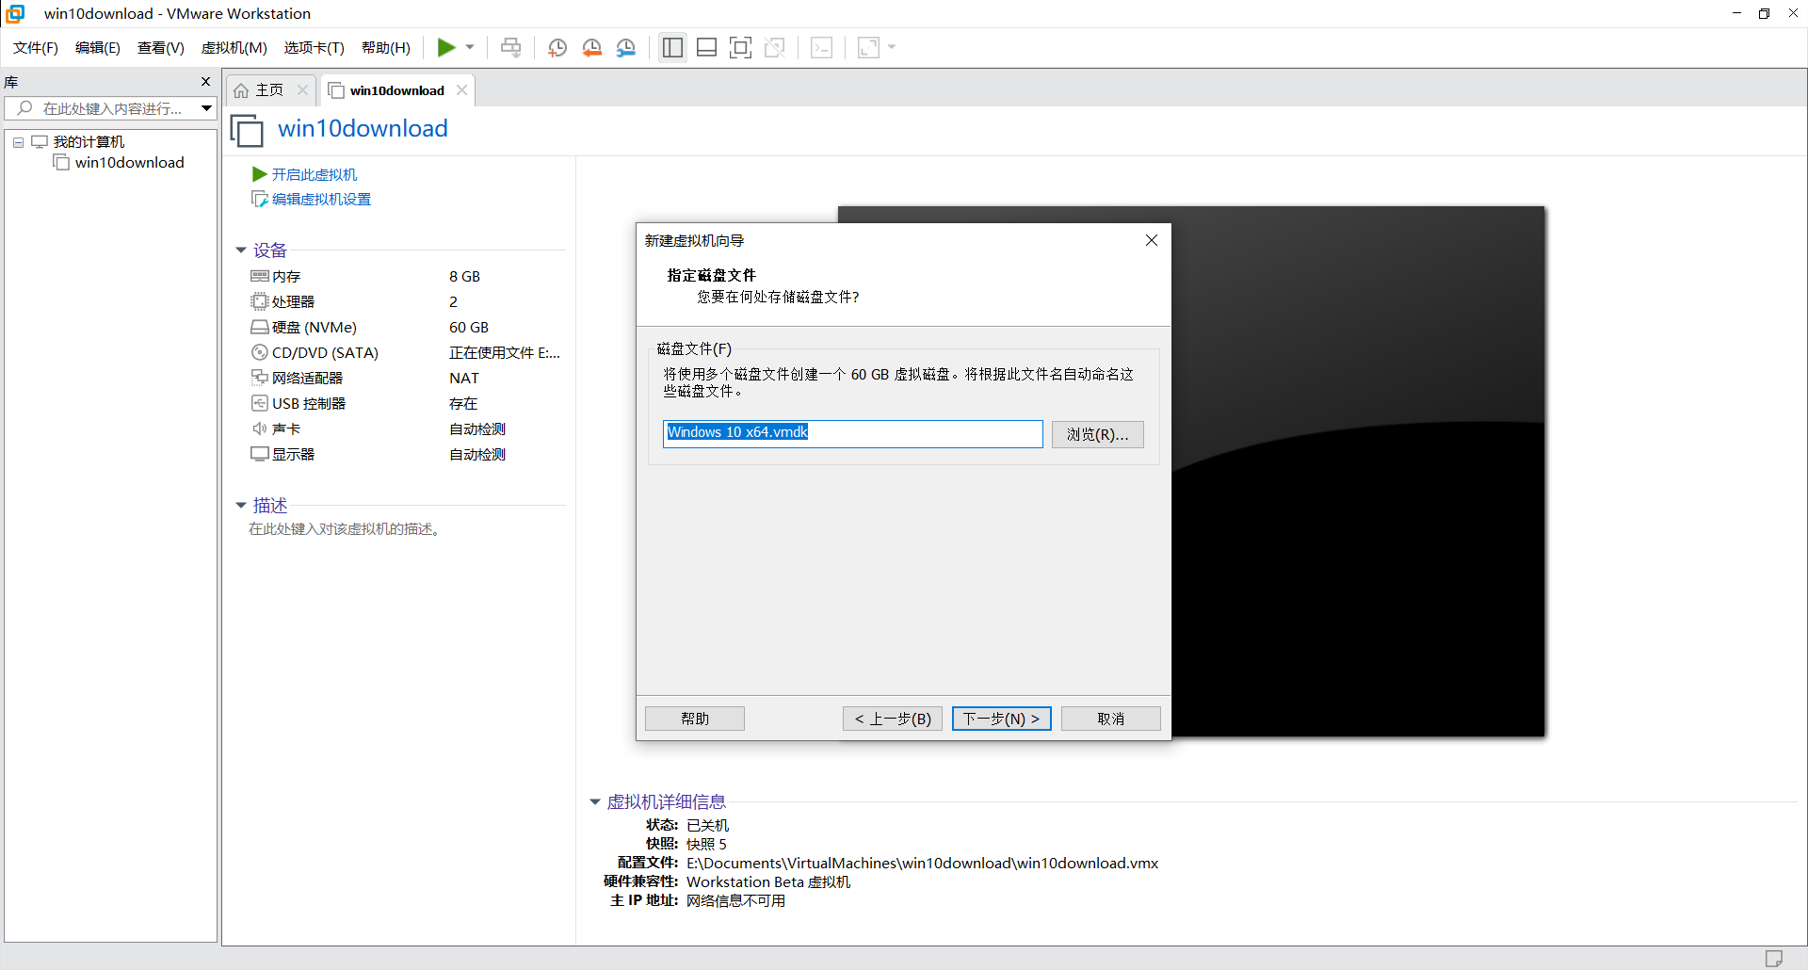 win10download - VMware Workstation
文件(F) 编辑(E) 查看(V) 虚拟机(M) 选项卡(T) 帮助(H)
库
主页
win10download
在此处键入内容进行...
我的计算机
win10download
win10download
开启此虚拟机
编辑虚拟机设置
设备
内存 8 GB
处理器 2
硬盘 (NVMe) 60 GB
CD/DVD (SATA) 正在使用文件 E:...
网络适配器 NAT
USB 控制器 存在
声卡 自动检测
显示器 自动检测
描述
在此处键入对该虚拟机的描述。
新建虚拟机向导
指定磁盘文件
您要在何处存储磁盘文件?
磁盘文件(F)
将使用多个磁盘文件创建一个 60 GB 虚拟磁盘。将根据此文件名自动命名这
些磁盘文件。
Windows 10 x64.vmdk
浏览(R)...
帮助
< 上一步(B)
下一步(N) >
取消
虚拟机详细信息
状态: 已关机
快照: 快照 5
配置文件: E:\Documents\VirtualMachines\win10download\win10download.vmx
硬件兼容性: Workstation Beta 虚拟机
主 IP 地址: 网络信息不可用